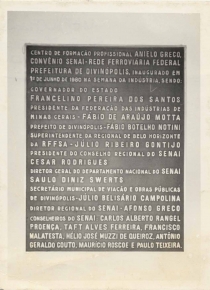 CENTRO DE FORMAÇÃO PROFISSIONAL ANIELO GRECO,
CONVÊNIO SENAI-REDE FERROVIÁRIA FEDERAL
PREFEITURA DE DIVINÓPOLIS, INAUGURADO EM
1º DE JUNHO DE 1980 NA SEMANA DA INDÚSTRIA, SENDO:
GOVERNADOR DO ESTADO
FRANCELINO PEREIRA DOS SANTOS
PRESIDENTE DA FEDERAÇÃO DAS INDÚSTRIAS DE
MINAS GERAIS - FÁBIO DE ARAÚJO MOTTA
PREFEITO DE DIVINÓPOLIS - FÁBIO BOTELHO NOTINI
SUPERINTENDENTE DA REGIONAL DE BELO HORIZONTE
DA RFFSA - JULIO RIBEIRO GONTIJO
PRESIDENTE DO CONSELHO REGIONAL DO SENAI
CESAR RODRIGUES
DIRETOR GERAL DO DEPARTAMENTO NACIONAL DO SENAI
SAULO DINIZ SWERTS
SECRETÁRIO MUNICIPAL DE VIAÇÃO E OBRAS PÚBLICAS
DE DIVINÓPOLIS - JULIO BELISÁRIO CAMPOLINA
DIRETOR REGIONAL DO SENAI - AFONSO GRECO
CONSELHEIROS DO SENAI: CARLOS ALBERTO RANGEL
PROENÇA, TAFT ALVES FERREIRA, FRANCISCO
MALATESTA, HÉLIO JOSÉ MUZZI DE QUEIROZ, ANTÔNIO
GERALDO COUTO, MAURICIO ROSCOE E PAULO TEIXEIRA.